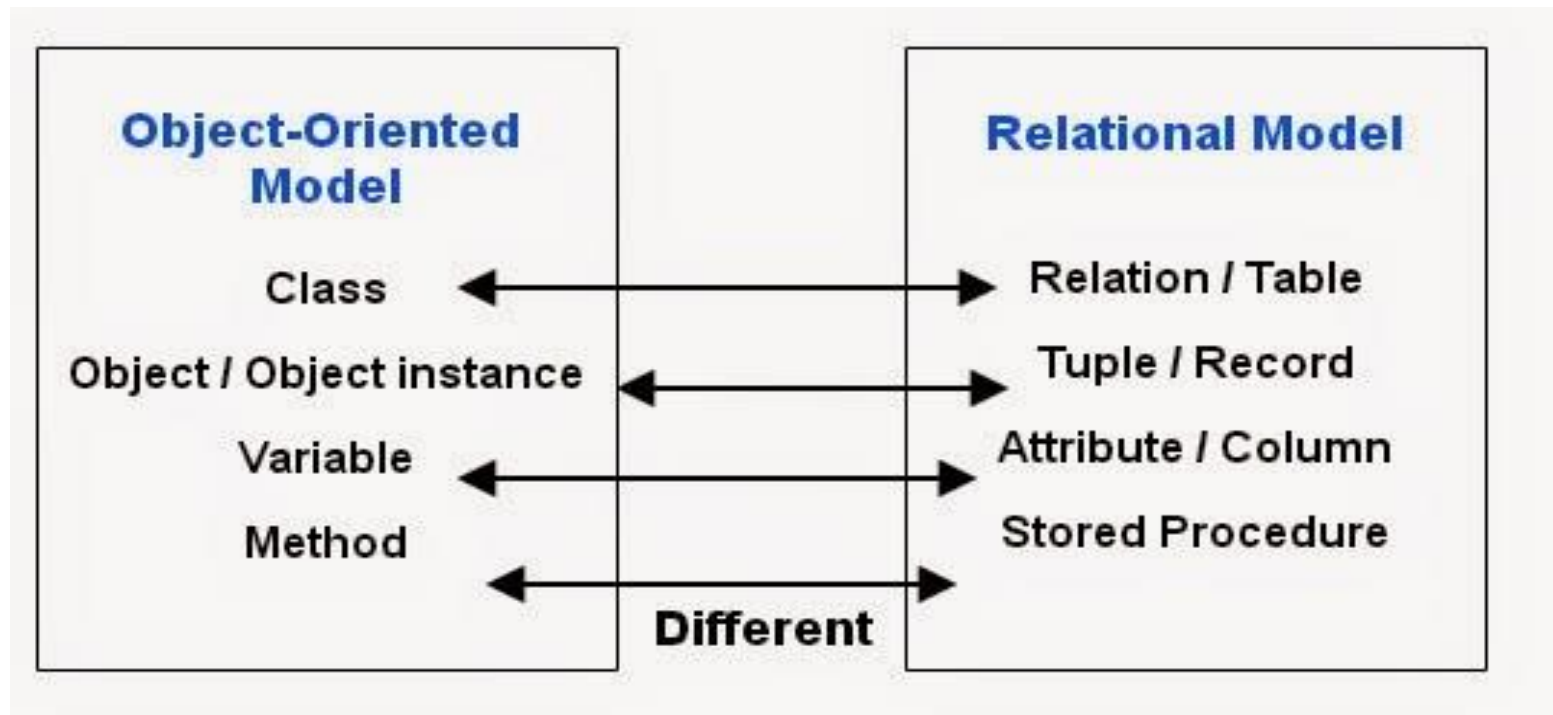 Object-Oriented
Model
Class
Object / Object instance
Variable
Method
Relational Model
Relation / Table
Tuple / Record
Attribute / Column
Stored Procedure
Different